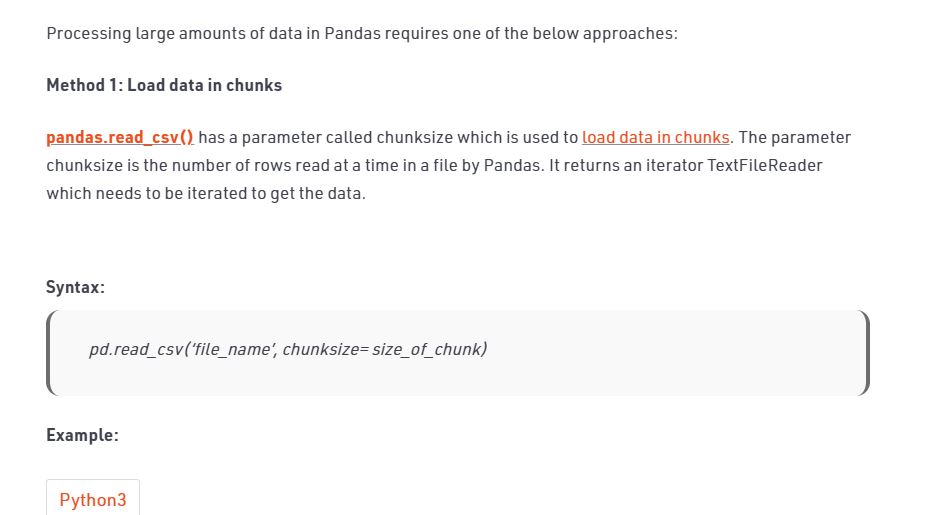 Processing large amounts of data in Pandas requires one of the below approaches:
Method 1: Load data in chunks
pandas.read_csv() has a parameter called chunksize which is used to load data in chunks. The parameter
chunksize is the number of rows read at a time in a file by Pandas. It returns an iterator TextFileReader
which needs to be iterated to get the data.
Syntax:
pd.read_csv(‘file_name’, chunksize= size_of_chunk)
Example:
Python3